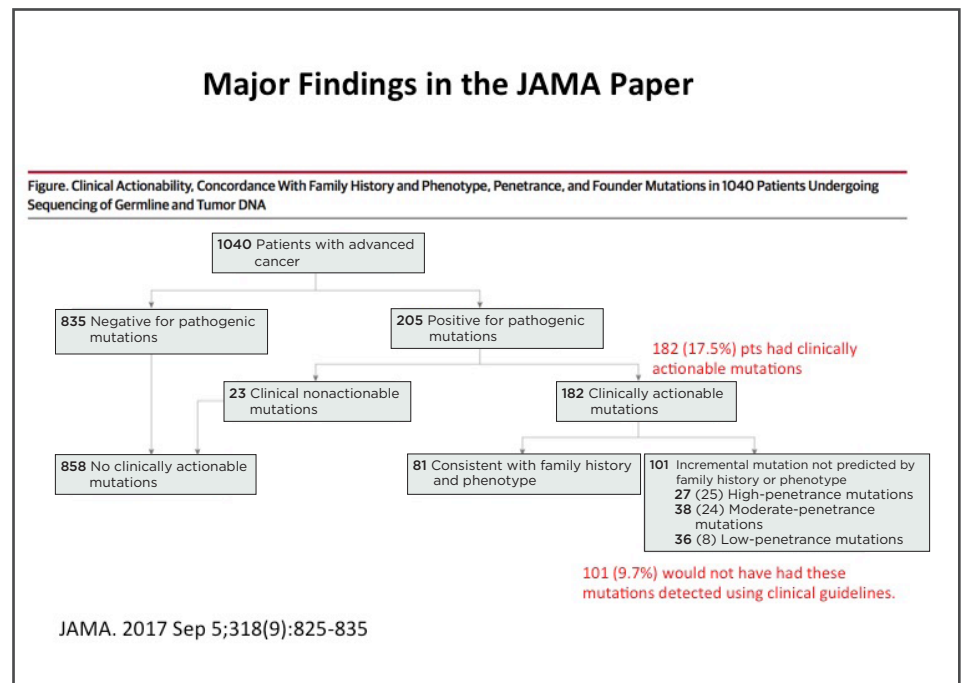 Major Findings in the JAMA Paper
Figure. Clinical Actionability, Concordance With Family History and Phenotype, Penetrance, and Founder Mutations in 1040 Patients Undergoing
Sequencing of Germline and Tumor DNA
1040 Patients with advanced
cancer
835 Negative for pathogenic
mutations
205 Positive for pathogenic
mutations
182 (17.5%) pts had clinically
actionable mutations
23 Clinical nonactionable
mutations
182 Clinically actionable
mutations
858 No clinically actionable
mutations
81 Consistent with family history
and phenotype
101 Incremental mutation not predicted by
family history or phenotype
27 (25) High-penetrance mutations
38 (24) Moderate-penetrance
mutations
36 (8) Low-penetrance mutations
101 (9.7%) would not have had these
mutations detected using clinical guidelines.
JAMA. 2017 Sep 5;318(9):825-835